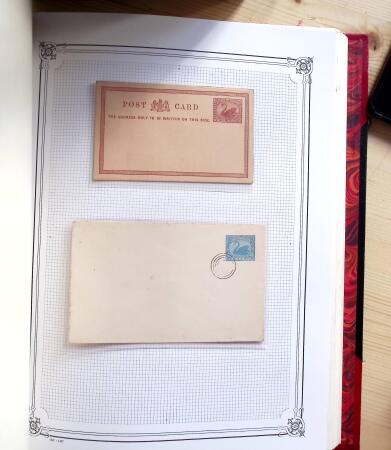 POST CARD
THE ADDRESS ONLY TO BE WRITTEN ON THIS SIDE.